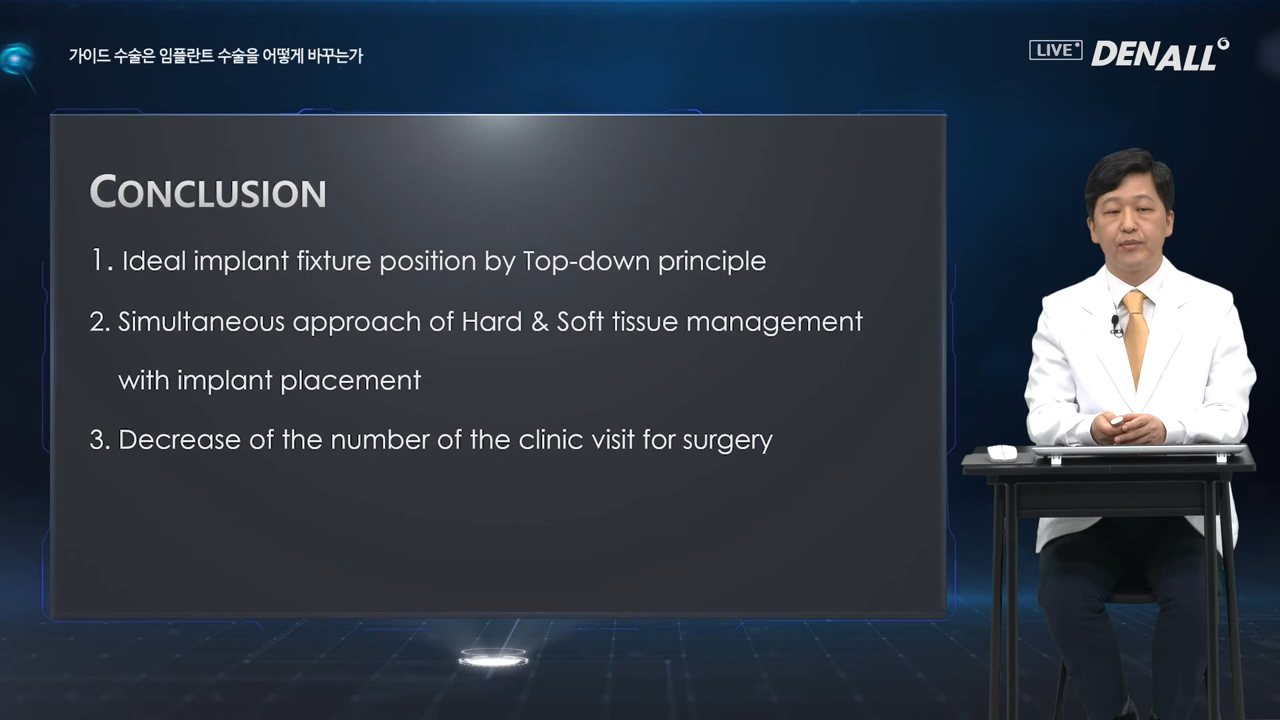 가이드 수술은 임플란트 수술을 어떻게 바꾸는가
LIVE
DENALL
CONCLUSION
1. Ideal implant fixture position by Top-down principle
2. Simultaneous approach of Hard & Soft tissue management
with implant placement
3. Decrease of the number of the clinic visit for surgery